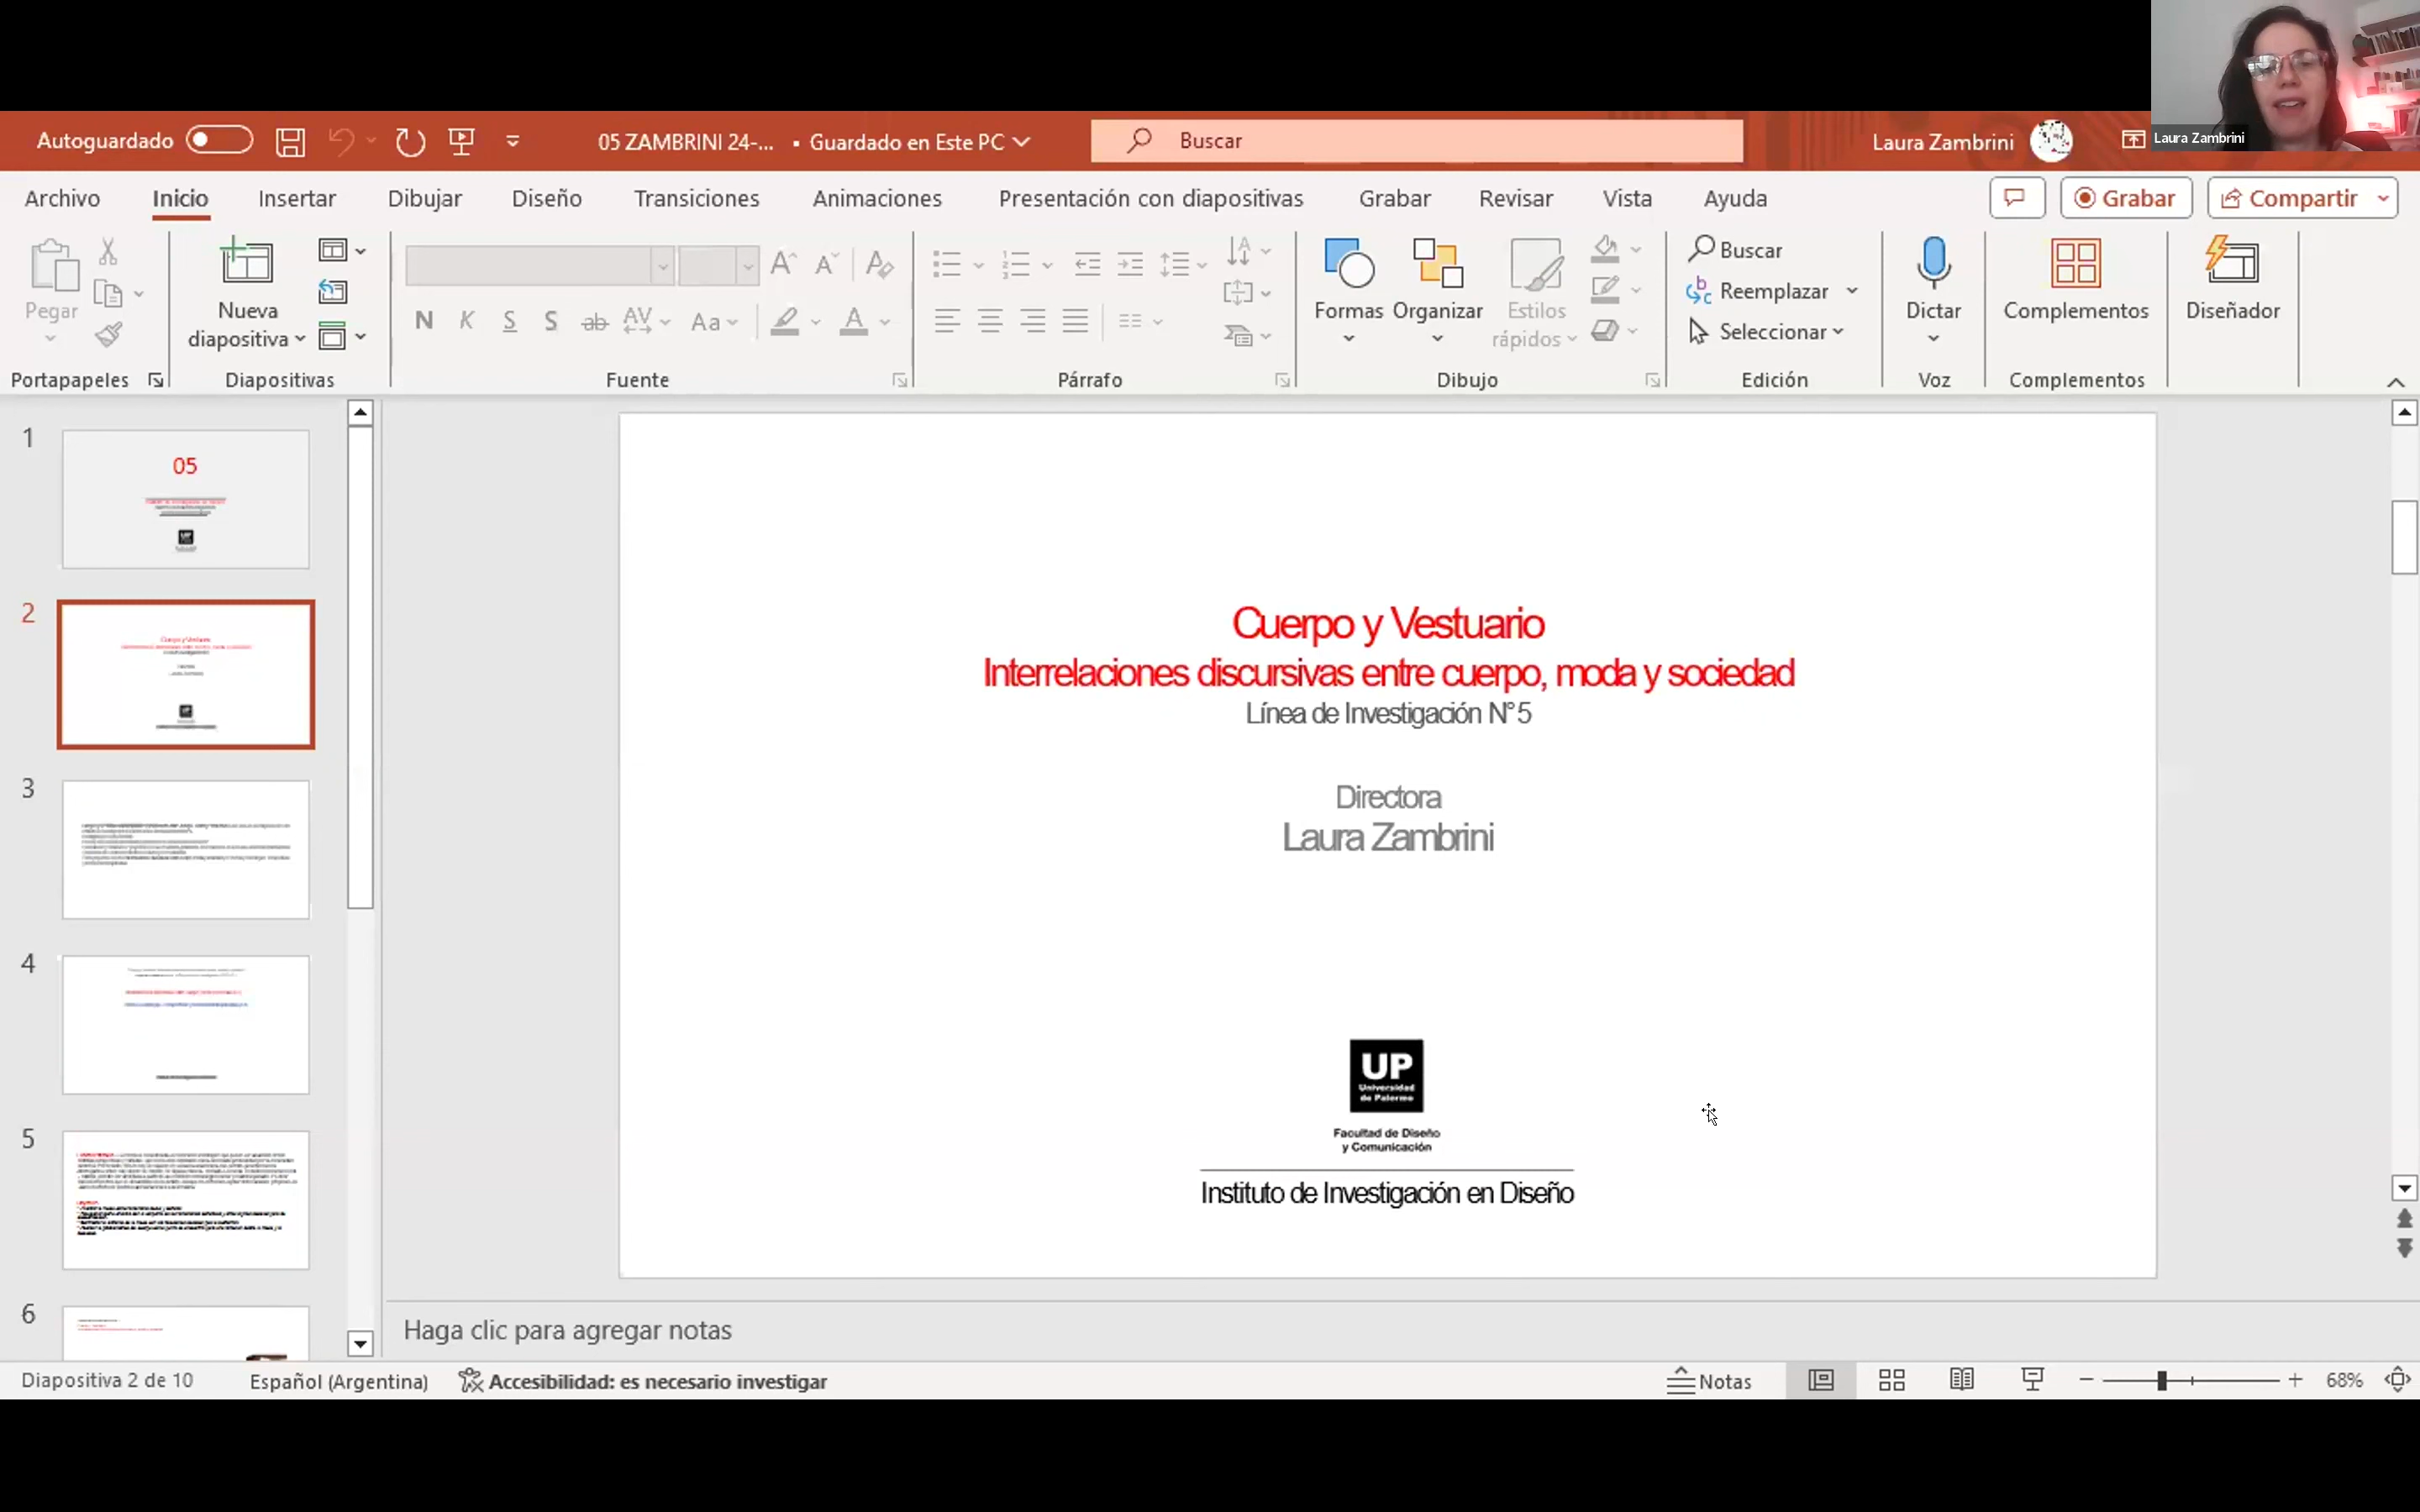 Laura Zambrini
Autoguardado
05 ZAMBRINI 24-... • Guardado en Este PC
Buscar
Laura Zambrini
Archivo Inicio Insertar Dibujar Diseño Transiciones Animaciones Presentación con diapositivas Grabar Revisar Vista Ayuda
Grabar Compartir
Pegar
Nueva diapositiva
N K S S ab AV Aa A
Formas Organizar Estilos rápidos
Buscar
Reemplazar
Seleccionar
Dictar
Complementos
Diseñador
Portapapeles Diapositivas Fuente Párrafo Dibujo Edición Voz Complementos
1
05
UP
2
3
4
5
6
Cuerpo y Vestuario
Interrelaciones discursivas entre cuerpo, moda y sociedad
Línea de Investigación N°5
Directora
Laura Zambrini
UP
Universidad
de Palermo
Facultad de Diseño
y Comunicación
Instituto de Investigación en Diseño
Haga clic para agregar notas
Diapositiva 2 de 10 Español (Argentina) Accesibilidad: es necesario investigar Notas 68%